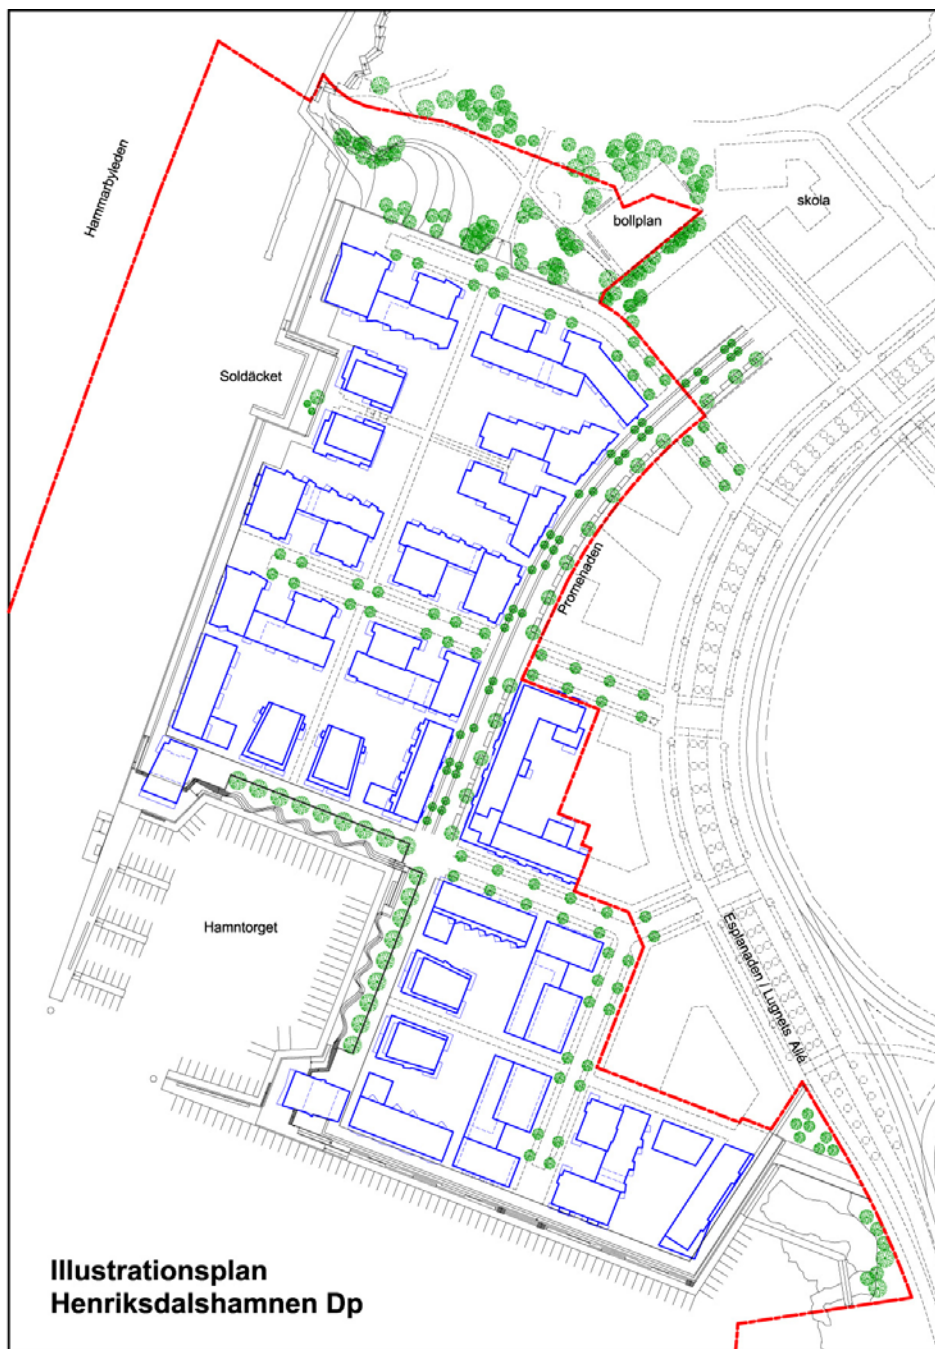 Hammarbyleden
skola
bollplan
Soldäcket
Promenaden
Hamntorget
Esplanaden / Lugnets Allé
Illustrationsplan
Henriksdalshamnen Dp